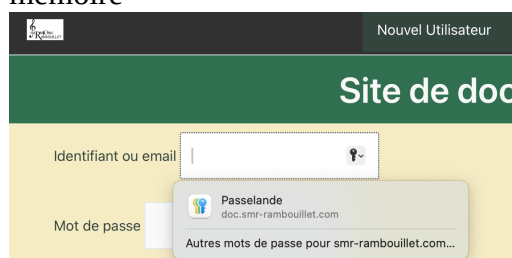 mémoire
Nouvel Utilisateur
Site de doc
Identifiant ou email
Passelande
doc.smr-rambouillet.com
Mot de passe
Autres mots de passe pour smr-rambouillet.com...